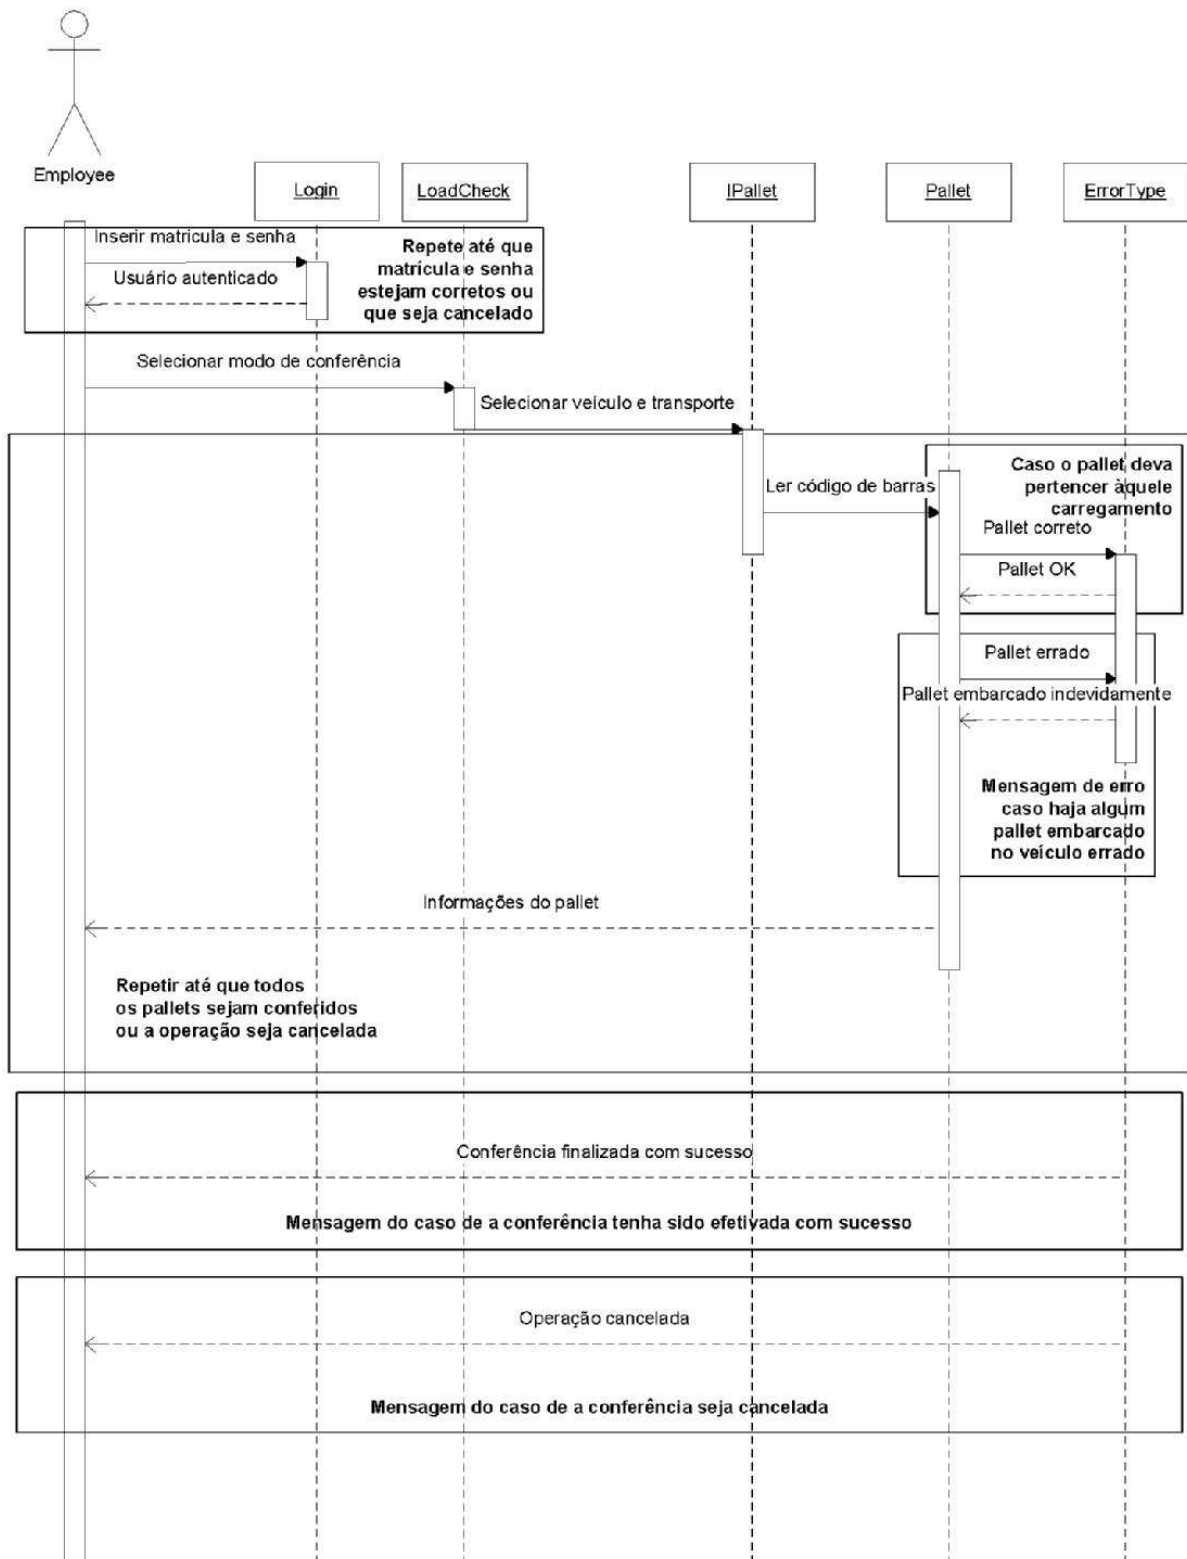 Employee
Login
LoadCheck
IPallet
Pallet
ErrorType
Inserir matricula e senha
Usuário autenticado
Repete até que
matrícula e senha
estejam corretos ou
que seja cancelado
Selecionar modo de conferência
Selecionar veículo e transporte
Caso o pallet deva
pertencer àquele
carregamento
Ler código de barras
Pallet correto
Pallet OK
Pallet errado
Pallet embarcado indevidamente
Mensagem de erro
caso haja algum
pallet embarcado
no veículo errado
Informações do pallet
Repetir até que todos
os pallets sejam conferidos
ou a operação seja cancelada
Conferência finalizada com sucesso
Mensagem do caso de a conferência tenha sido efetivada com sucesso
Operação cancelada
Mensagem do caso de a conferência seja cancelada